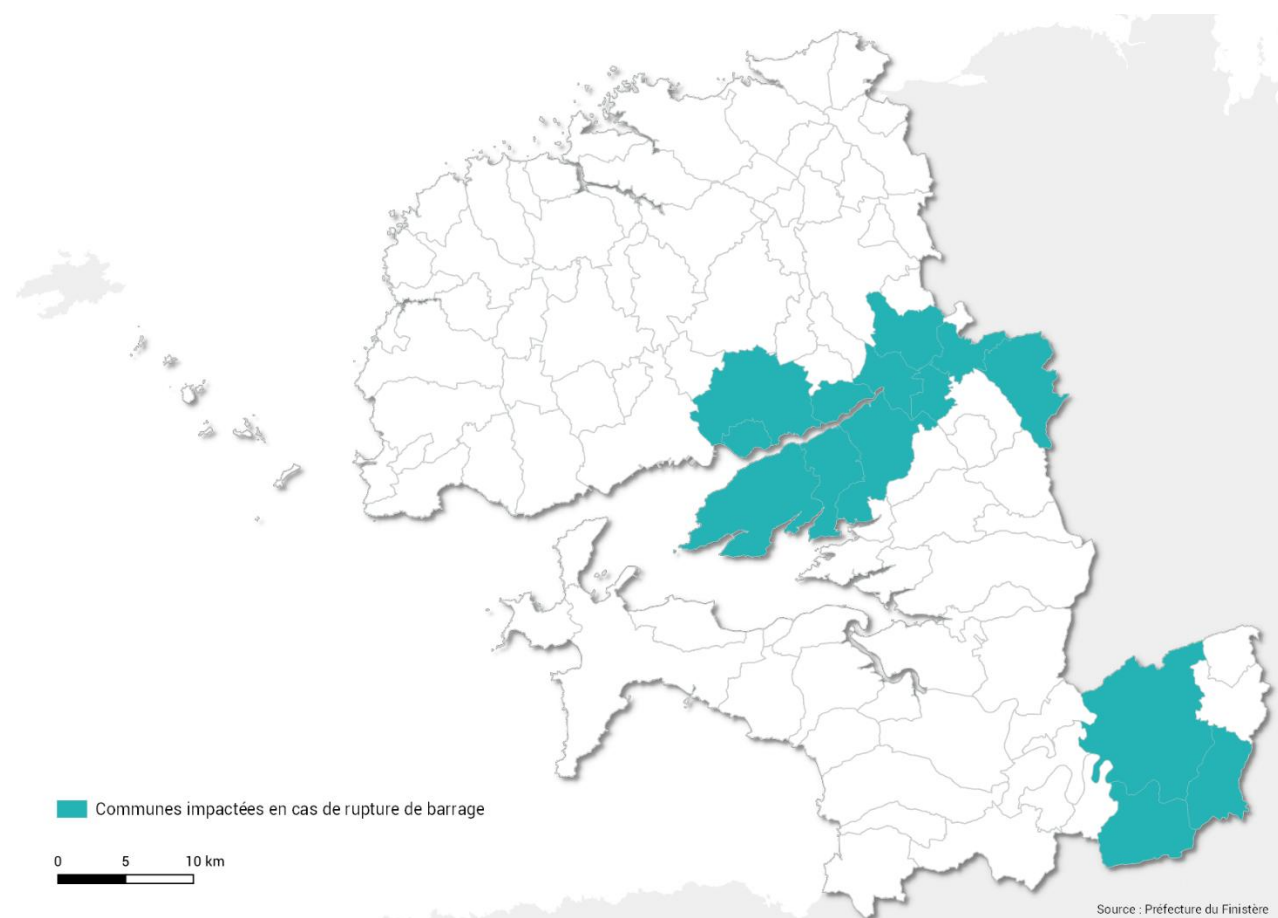 Communes impactées en cas de rupture de barrage
0 5 10 km
Source : Préfecture du Finistère